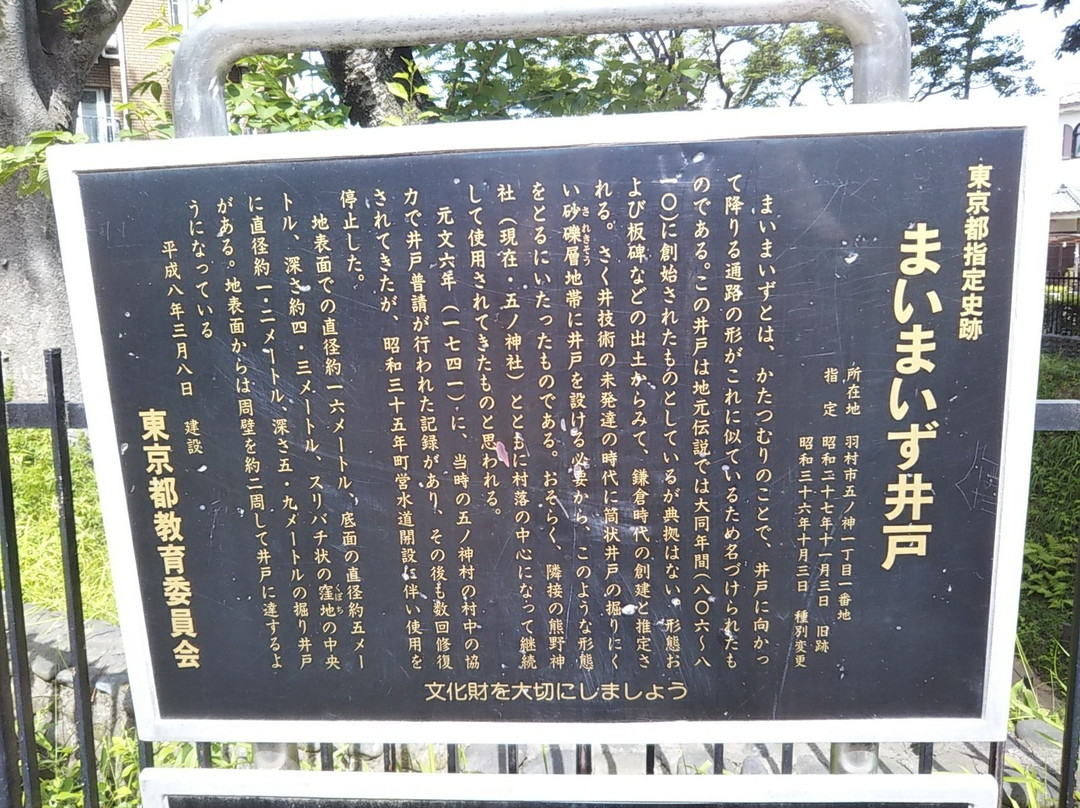 東京都指定史跡
まいまいず井戸
所在地 羽村市五ノ神一丁目一番地
指定 昭和二十七年十一月三日 旧跡
昭和三十六年十月三日 種別変更
まいまいずとは、かたつむりのことで、井戸に向かっ
て降りる通路の形がこれに似ているため名づけられたも
のである。この井戸は地元伝説では大同年間(八〇六〜八
一〇)に創始されたものとしているが典拠はない。形態お
よび板碑などの出土からみて、鎌倉時代の創建と推定さ
れる。さく井技術の未発達の時代に筒状井戸の掘りにく
い砂礫層地帯に井戸を設ける必要から、このような形態
されきそう
をとるにいたったものである。おそらく、隣接の熊野神
社(現在・五ノ神社)とともに村落の中心になって継続
して使用されてきたものと思われる。
元文六年(一七四一)に、当時の五ノ神村の村中の協
力で井戸普請が行われた記録があり、その後も数回修復
されてきたが、昭和三十五年町営水道開設に伴い使用を
停止した。
地表面での直径約一六メートル、底面の直径約五メー
トル、深さ約四・三メートル、スリバチ状の窪地の中央
くぼち
に直径約一・二メートル、深さ五・九メートルの掘り井戸
がある。地表面からは周壁を約二周して井戸に達するよ
うになっている
平成八年三月八日 建設
東京都教育委員会
文化財を大切にしましょう